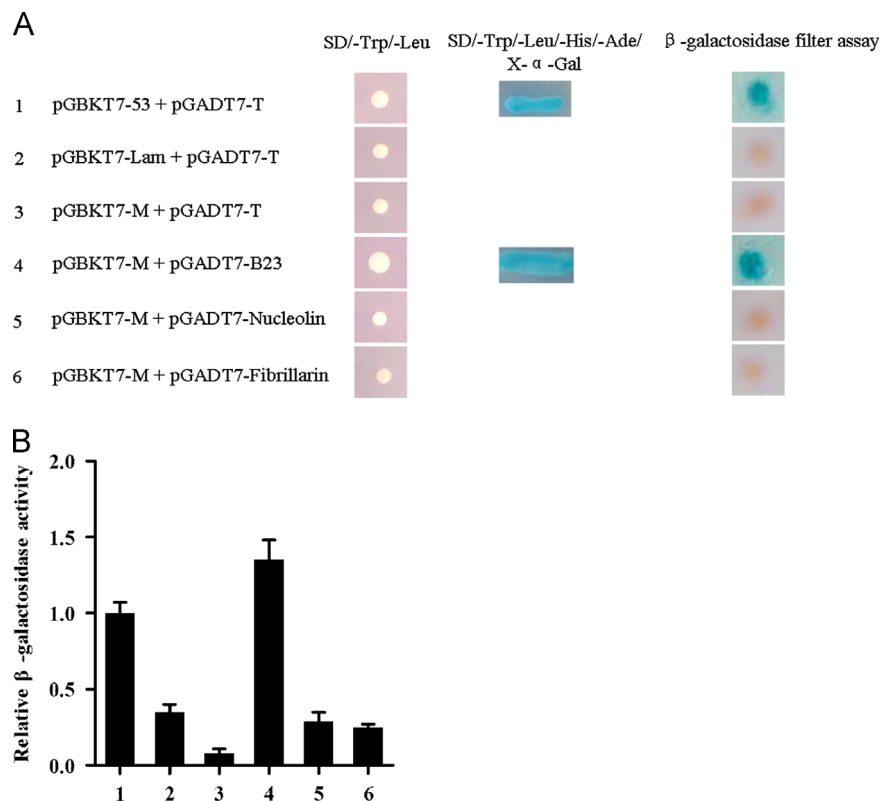 A
SD/-Trp/-Leu
SD/-Trp/-Leu/-His/-Ade/
X-α-Gal
β-galactosidase filter assay
1 pGBKT7-53 + pGADT7-T
2 pGBKT7-Lam + pGADT7-T
3 pGBKT7-M + pGADT7-T
4 pGBKT7-M + pGADT7-B23
5 pGBKT7-M + pGADT7-Nucleolin
6 pGBKT7-M + pGADT7-Fibrillarin
B
Relative β-galactosidase activity
2.0
1.5
1.0
0.5
0.0
1 2 3 4 5 6